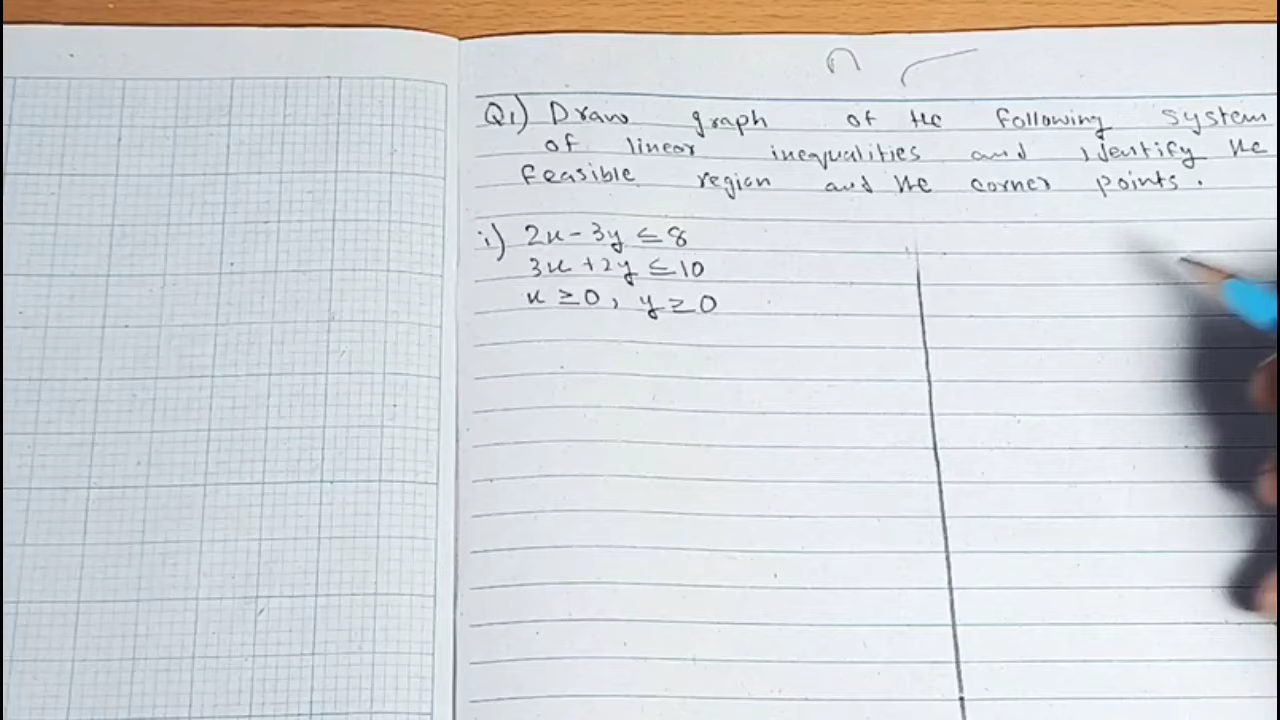 Q1) Draw graph of the following system
of linear inequalities and identify the
feasible region and the corner points.
i) 2x - 3y ≤ 8
3x + 2y ≤ 10
x ≥ 0, y ≥ 0